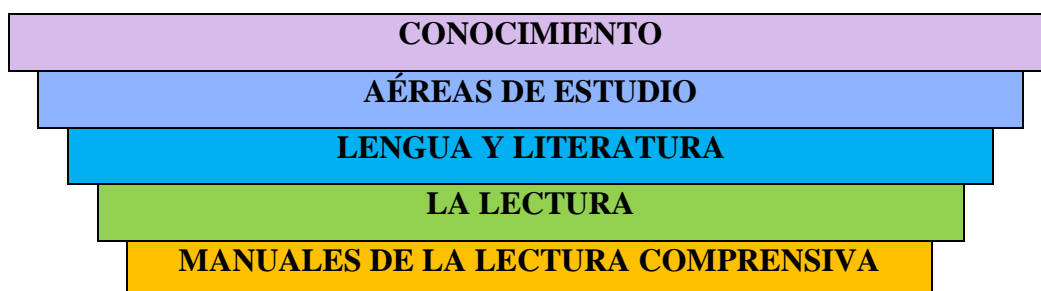 CONOCIMIENTO
AÉREAS DE ESTUDIO
LENGUA Y LITERATURA
LA LECTURA
MANUALES DE LA LECTURA COMPRENSIVA